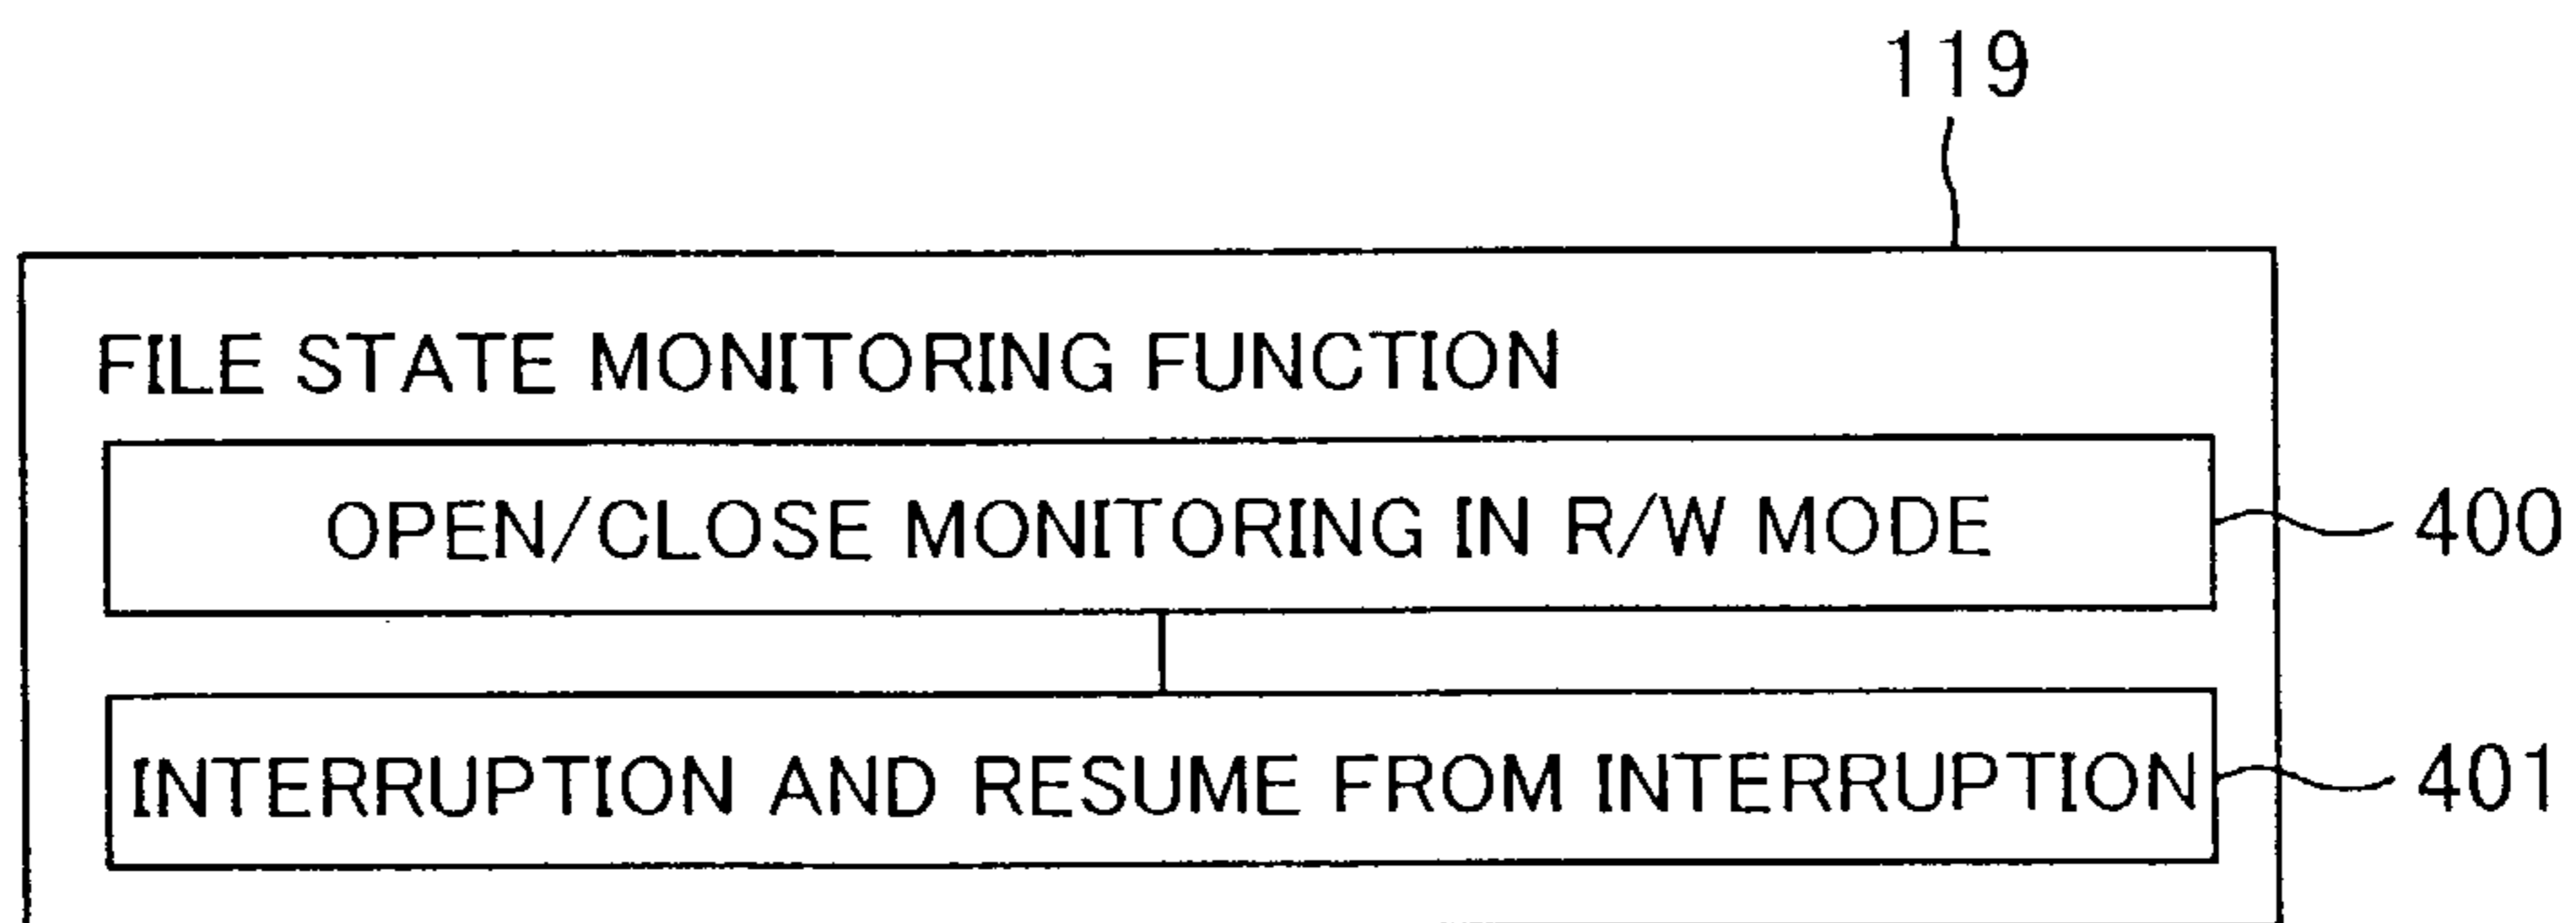 119
FILE STATE MONITORING FUNCTION
OPEN/CLOSE MONITORING IN R/W MODE
400
INTERRUPTION AND RESUME FROM INTERRUPTION
401